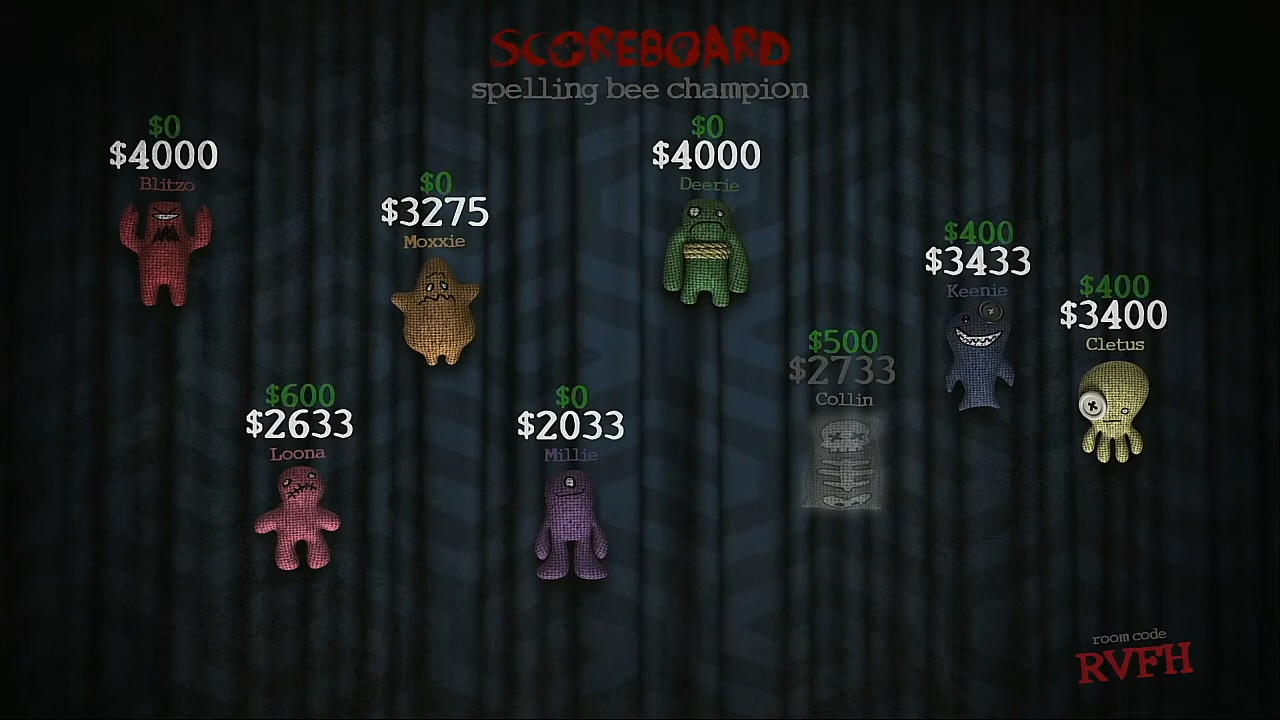 SCOREBOARD
spelling bee champion
$0
$4000
Blitzo
$0
$3275
Moxxie
$0
$4000
Deerie
$400
$3433
Keenie
$400
$3400
Cletus
$500
$2733
Collin
$600
$2633
Loona
$0
$2033
Millie
room code
RVFH